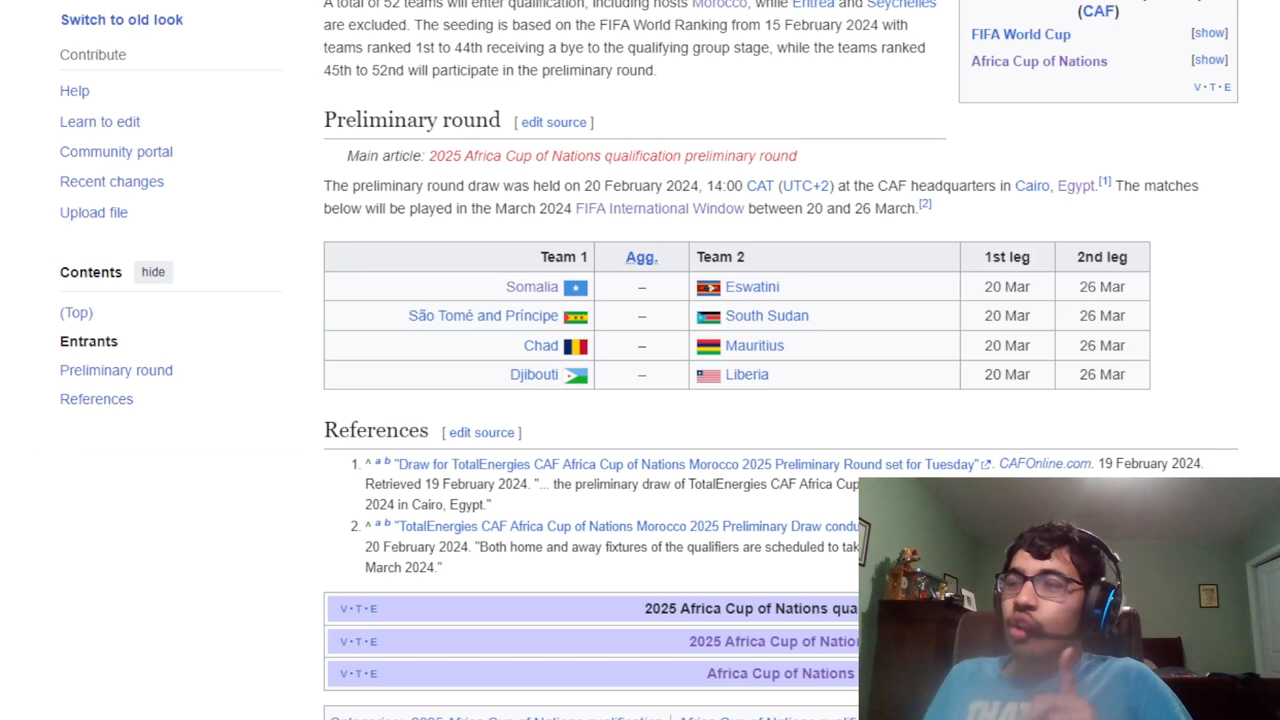 Switch to old look
Contribute
Help
Learn to edit
Community portal
Recent changes
Upload file
Contents hide
(Top)
Entrants
Preliminary round
References
A total of 52 teams will enter qualification, including hosts Morocco, while Eritrea and Seychelles
are excluded. The seeding is based on the FIFA World Ranking from 15 February 2024 with
teams ranked 1st to 44th receiving a bye to the qualifying group stage, while the teams ranked
45th to 52nd will participate in the preliminary round.
(CAF)
FIFA World Cup [show]
Africa Cup of Nations [show]
V·T·E
Preliminary round [ edit source ]
Main article: 2025 Africa Cup of Nations qualification preliminary round
The preliminary round draw was held on 20 February 2024, 14:00 CAT (UTC+2) at the CAF headquarters in Cairo, Egypt.[1] The matches
below will be played in the March 2024 FIFA International Window between 20 and 26 March.[2]
Team 1 Agg. Team 2 1st leg 2nd leg
Somalia – Eswatini 20 Mar 26 Mar
São Tomé and Príncipe – South Sudan 20 Mar 26 Mar
Chad – Mauritius 20 Mar 26 Mar
Djibouti – Liberia 20 Mar 26 Mar
References [ edit source ]
1. ^ a b "Draw for TotalEnergies CAF Africa Cup of Nations Morocco 2025 Preliminary Round set for Tuesday". CAFOnline.com. 19 February 2024.
Retrieved 19 February 2024. "... the preliminary draw of TotalEnergies CAF Africa Cup
2024 in Cairo, Egypt."
2. ^ a b "TotalEnergies CAF Africa Cup of Nations Morocco 2025 Preliminary Draw condu
20 February 2024. "Both home and away fixtures of the qualifiers are scheduled to tak
March 2024."
V·T·E 2025 Africa Cup of Nations qua
V·T·E 2025 Africa Cup of Natio
V·T·E Africa Cup of Nations
Categories: 2025 Africa Cup of Nations qualification | Africa Cup of Nations qualif